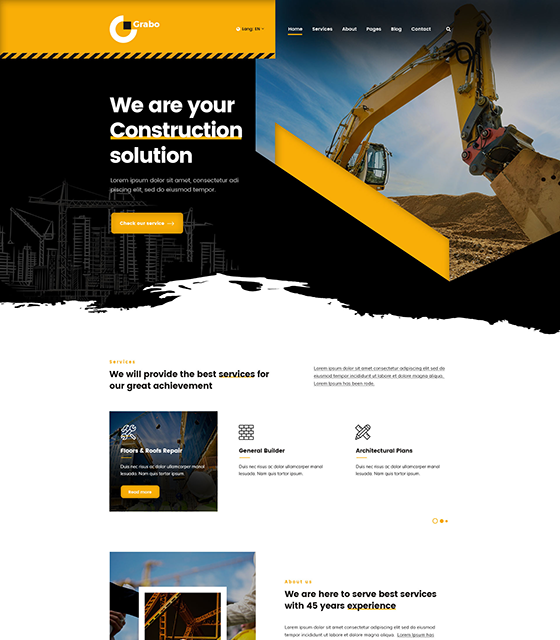 Grabo
Lang: EN
Home Services About Pages Blog Contact
We are your
Construction
solution
Lorem ipsum dolor sit amet, consectetur adi
piscing elit, sed do eiusmod tempor.
Check our service
Services
We will provide the best services for
our great achievement
Lorem ipsum dolor sit amet consectetur adipiscing elit sed do
eiusmod tempor incididunt ut labore et dolore magna aliqua.
Lorem ipsum has been rode.
Floors & Roofs Repair
Duis nec risus ac dolor ullamcorper manal
lesuada. Nam quis tortor ipsum.
Read More
General Builder
Duis nec risus ac dolor ullamcorper manal
lesuada. Nam quis tortor ipsum.
Architectural Plans
Duis nec risus ac dolor ullamcorper manal
lesuada. Nam quis tortor ipsum.
About us
We are here to serve best services
with 45 years experience
Lorem ipsum dolor sit amet, consectetur adipiscing elit, sed do
eiusmod tempor incididunt ut labore et dolore magna aliqua. Lorem ipsum has